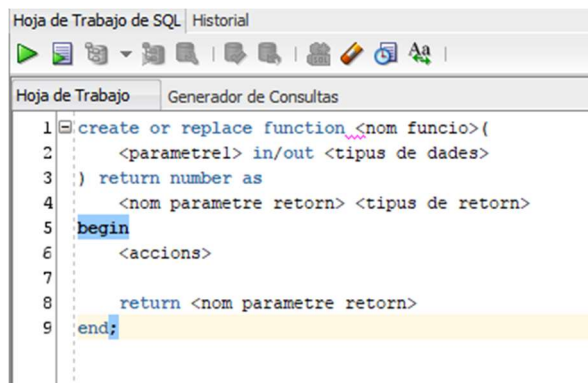 Hoja de Trabajo de SQL Historial
Aa
Hoja de Trabajo Generador de Consultas
1 create or replace function <nom funcio>(
2 <parametre1> in/out <tipus de dades>
3 ) return number as
4 <nom parametre retorn> <tipus de retorn>
5 begin
6 <accions>
7
8 return <nom parametre retorn>
9 end;